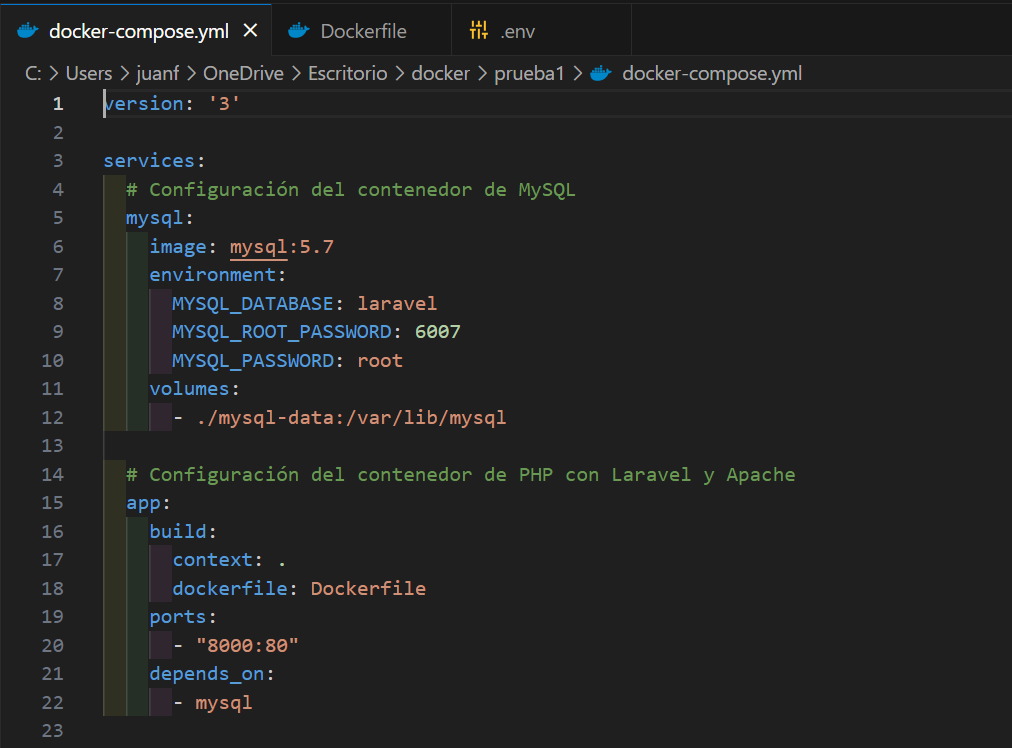 docker-compose.yml Dockerfile .env
C: > Users > juanf > OneDrive > Escritorio > docker > prueba1 > docker-compose.yml
1 version: '3'
2
3 services:
4 # Configuración del contenedor de MySQL
5 mysql:
6 image: mysql:5.7
7 environment:
8 MYSQL_DATABASE: laravel
9 MYSQL_ROOT_PASSWORD: 6007
10 MYSQL_PASSWORD: root
11 volumes:
12 - ./mysql-data:/var/lib/mysql
13
14 # Configuración del contenedor de PHP con Laravel y Apache
15 app:
16 build:
17 context: .
18 dockerfile: Dockerfile
19 ports:
20 - "8000:80"
21 depends_on:
22 - mysql
23